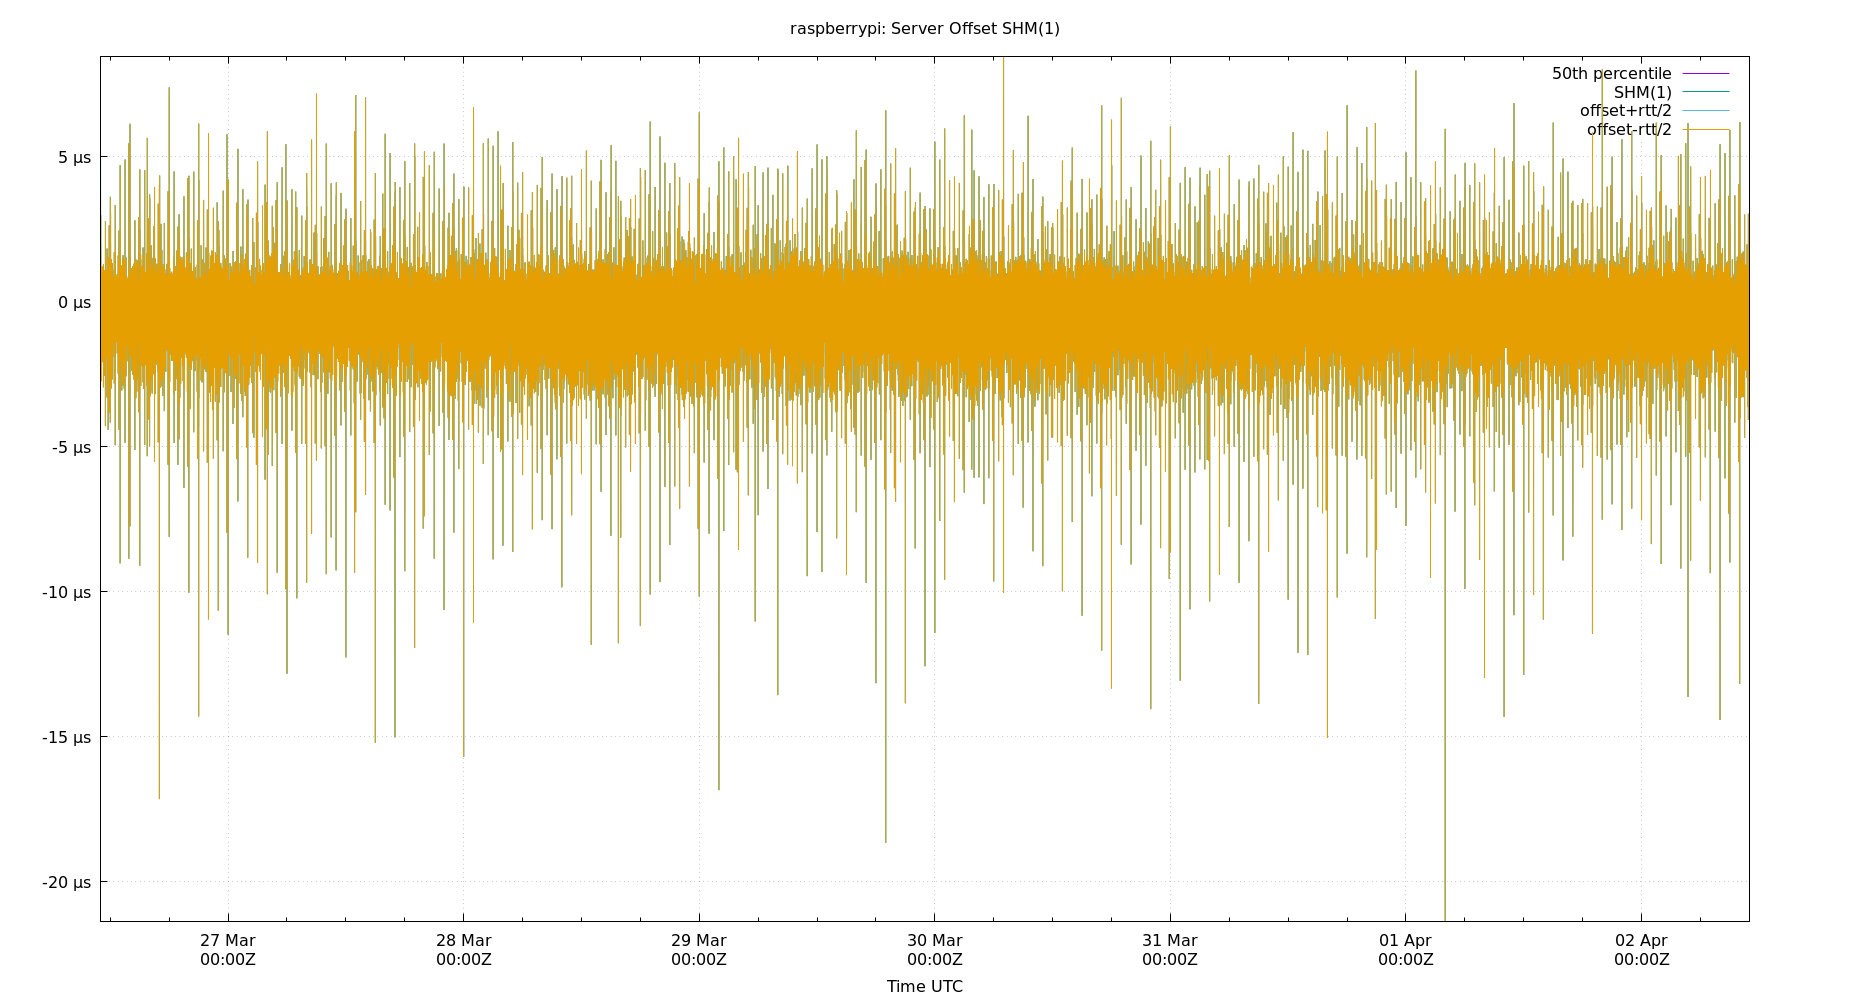 raspberrypi: Server Offset SHM(1)
50th percentile
SHM(1)
offset+rtt/2
offset-rtt/2
5 µs
0 µs
-5 µs
-10 µs
-15 µs
-20 µs
27 Mar 28 Mar 29 Mar 30 Mar 31 Mar 01 Apr 02 Apr
00:00Z 00:00Z 00:00Z 00:00Z 00:00Z 00:00Z 00:00Z
Time UTC